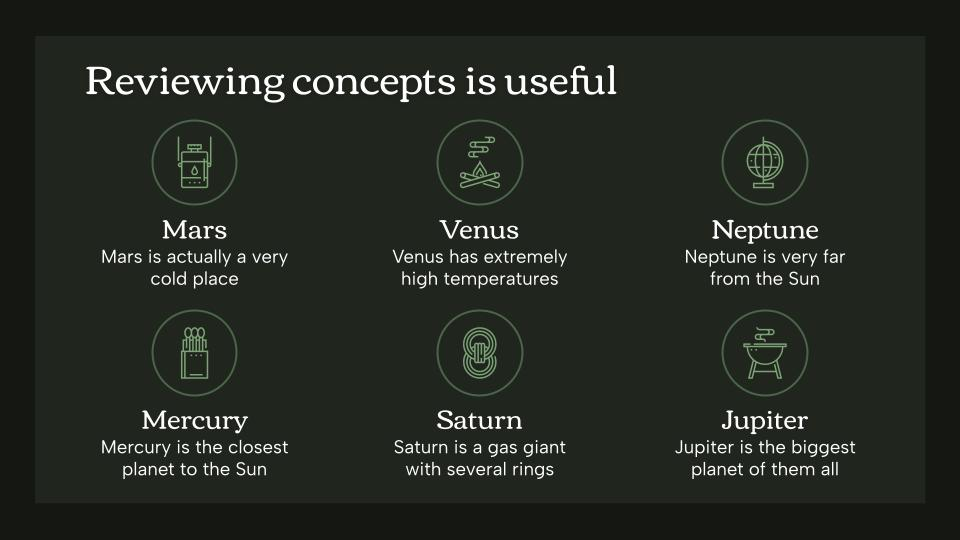 Reviewing concepts is useful
Mars
Mars is actually a very
cold place
Venus
Venus has extremely
high temperatures
Neptune
Neptune is very far
from the Sun
Mercury
Mercury is the closest
planet to the Sun
Saturn
Saturn is a gas giant
with several rings
Jupiter
Jupiter is the biggest
planet of them all